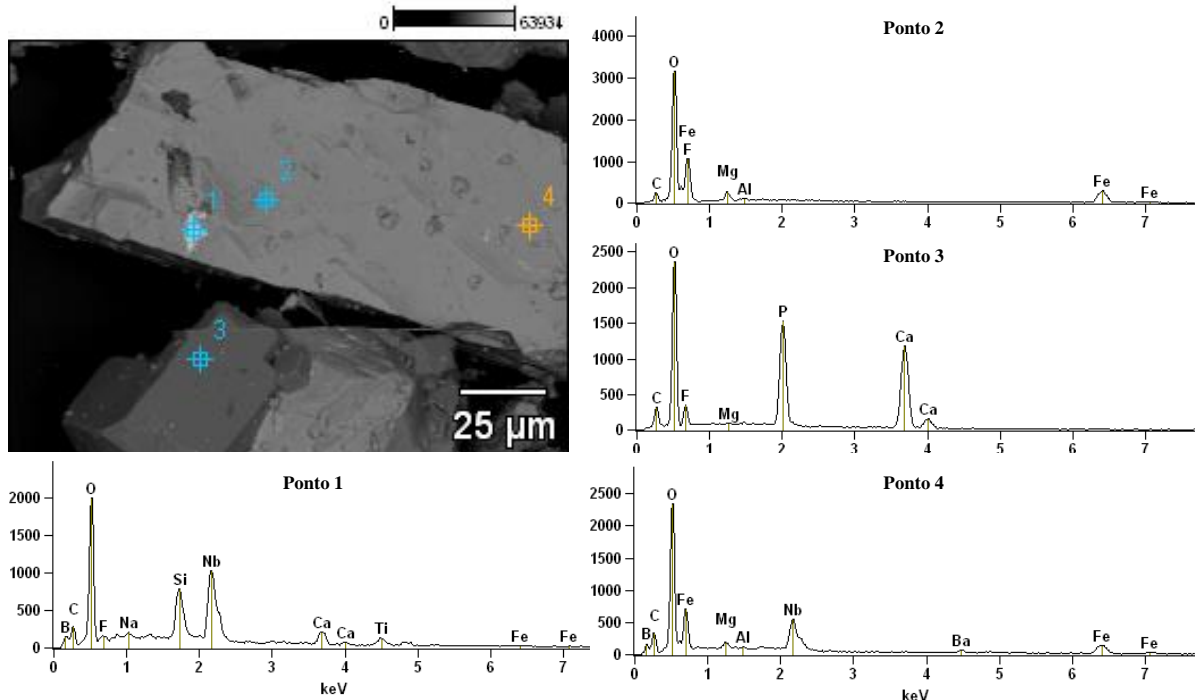 0 63934
1
2
3
4
25 µm
Ponto 2
4000
3000
2000
1000
0
C
O
Fe
F
Mg
Al
Fe
Fe
0 1 2 3 4 5 6 7
Ponto 3
2500
2000
1500
1000
500
0
C
O
F
Mg
P
Ca
Ca
0 1 2 3 4 5 6 7
Ponto 1
2000
1500
1000
500
0
B
C
O
F
Na
Si
Nb
Ca
Ca
Ti
Fe
Fe
0 1 2 3 4 5 6 7
keV
Ponto 4
2500
2000
1500
1000
500
0
B
C
O
Fe
Mg
Al
Nb
Ba
Fe
Fe
0 1 2 3 4 5 6 7
keV